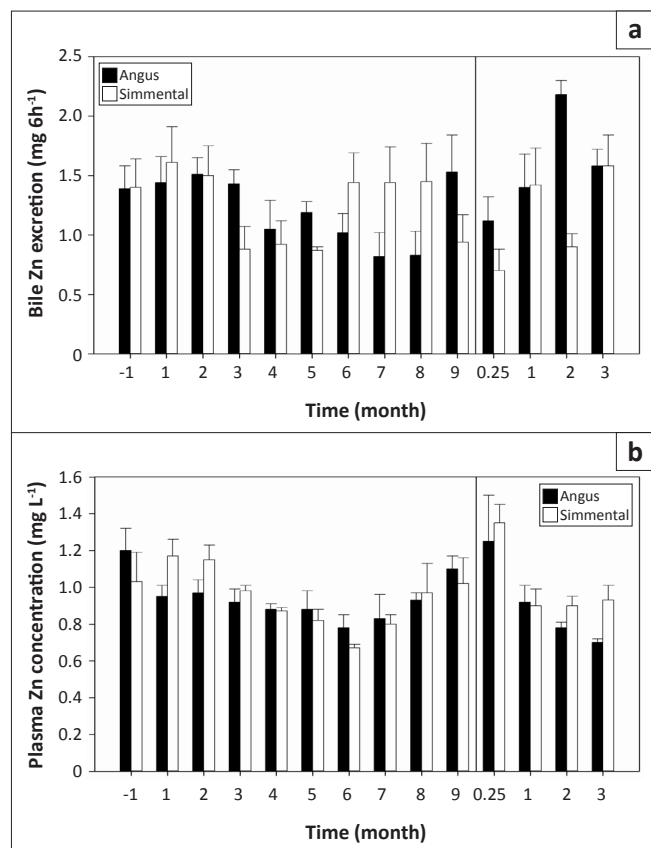 a
Angus
Simmental
Bile Zn excretion (mg 6h⁻¹)
2.5
2.0
1.5
1.0
0.5
0
-1 1 2 3 4 5 6 7 8 9 0.25 1 2 3
Time (month)
b
Angus
Simmental
Plasma Zn concentration (mg L⁻¹)
1.6
1.4
1.2
1.0
0.8
0.6
0.4
0.2
0
-1 1 2 3 4 5 6 7 8 9 0.25 1 2 3
Time (month)